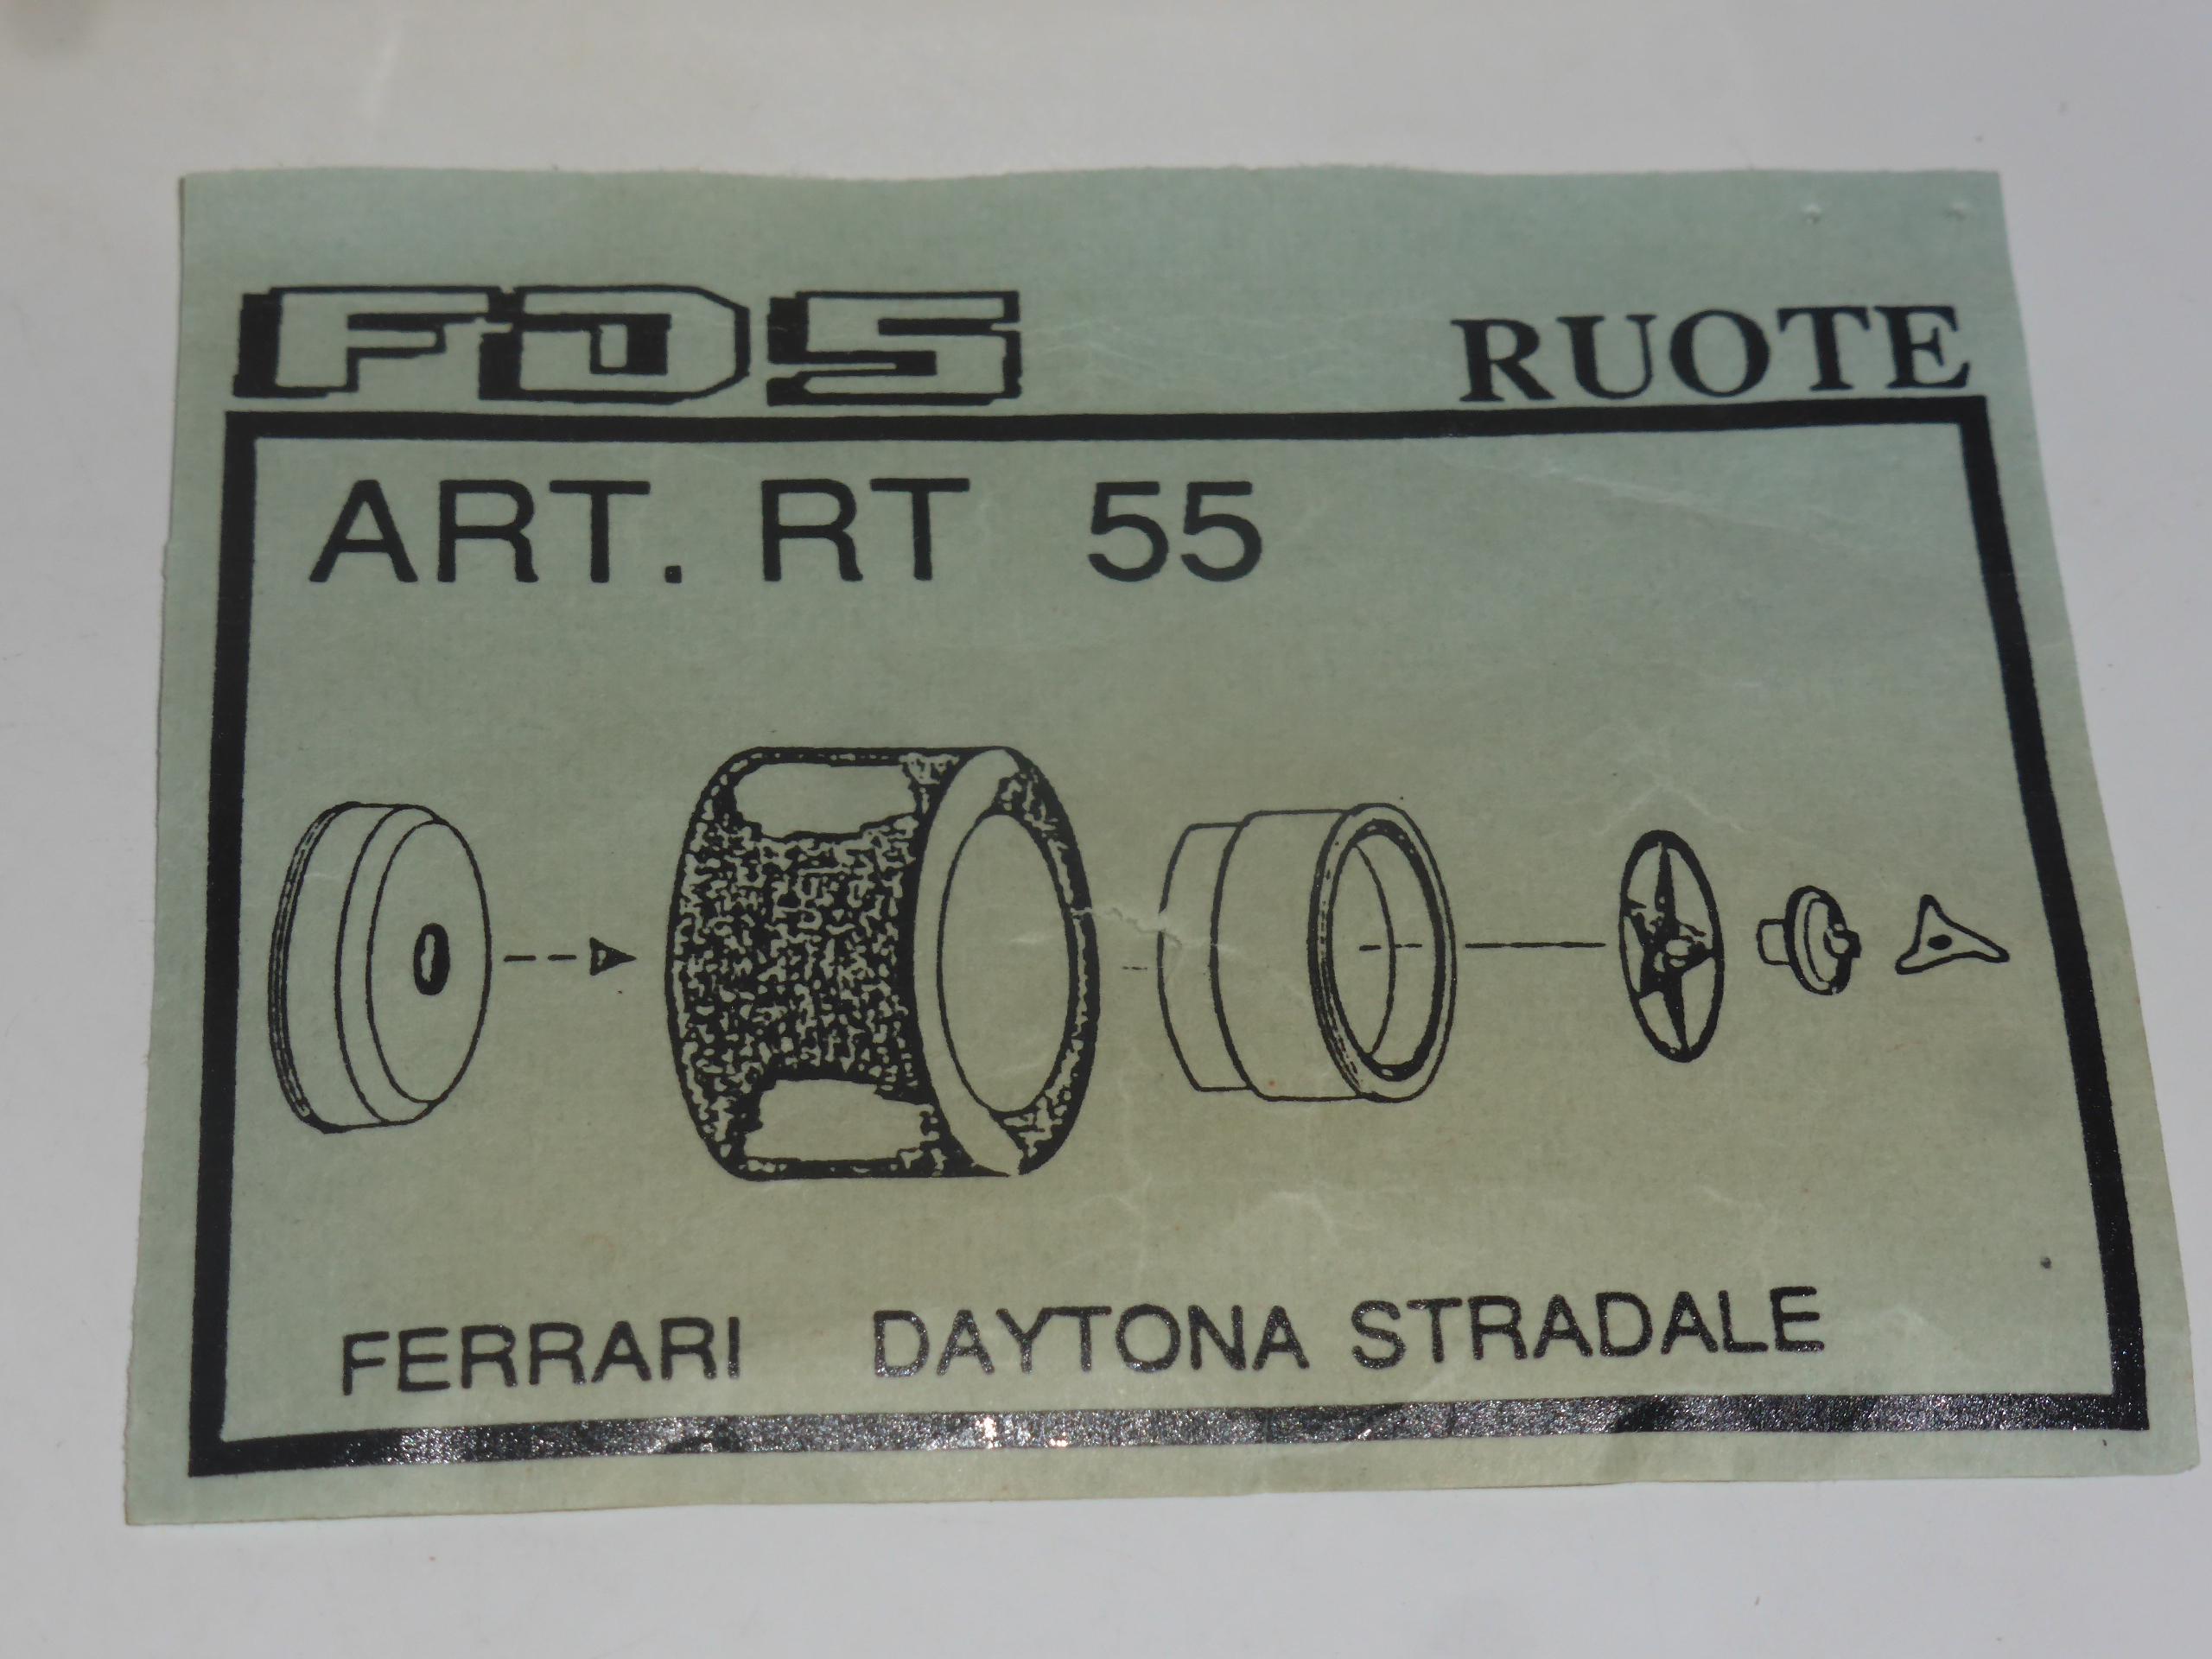 FDS RUOTE
ART. RT 55
FERRARI DAYTONA STRADALE